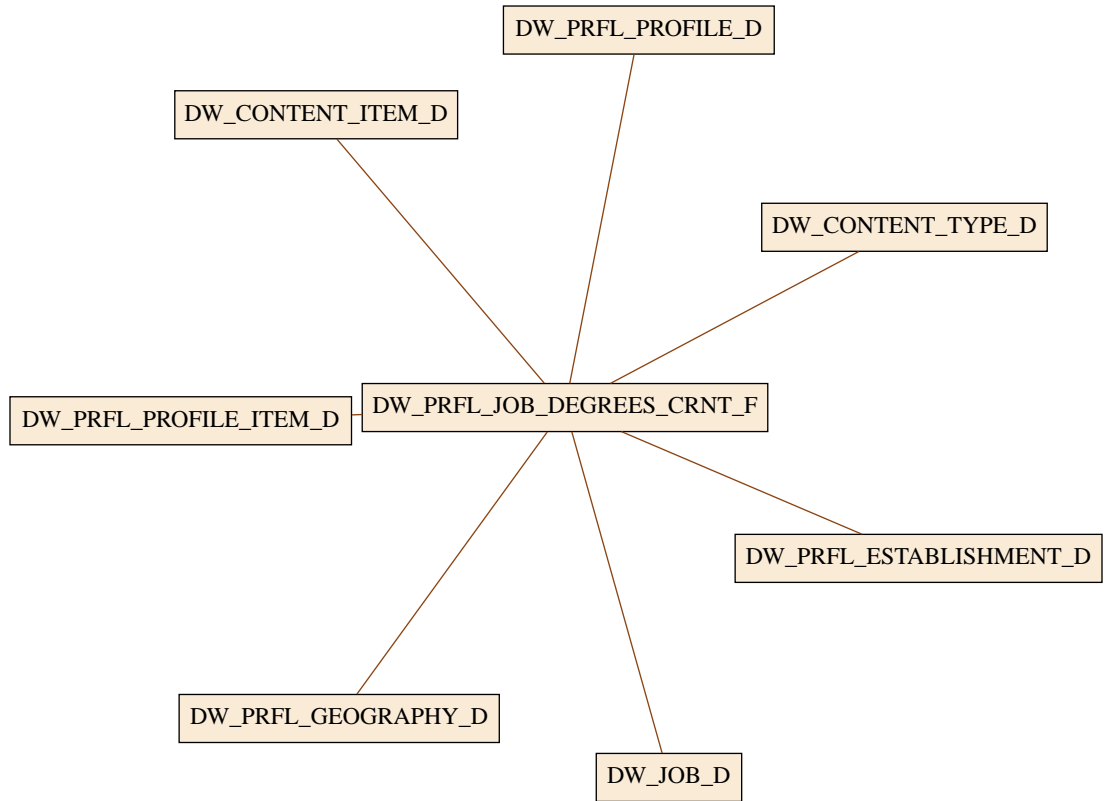 DW_PRFL_PROFILE_D
DW_CONTENT_ITEM_D
DW_CONTENT_TYPE_D
DW_PRFL_JOB_DEGREES_CRNT_F
DW_PRFL_PROFILE_ITEM_D
DW_PRFL_ESTABLISHMENT_D
DW_PRFL_GEOGRAPHY_D
DW_JOB_D